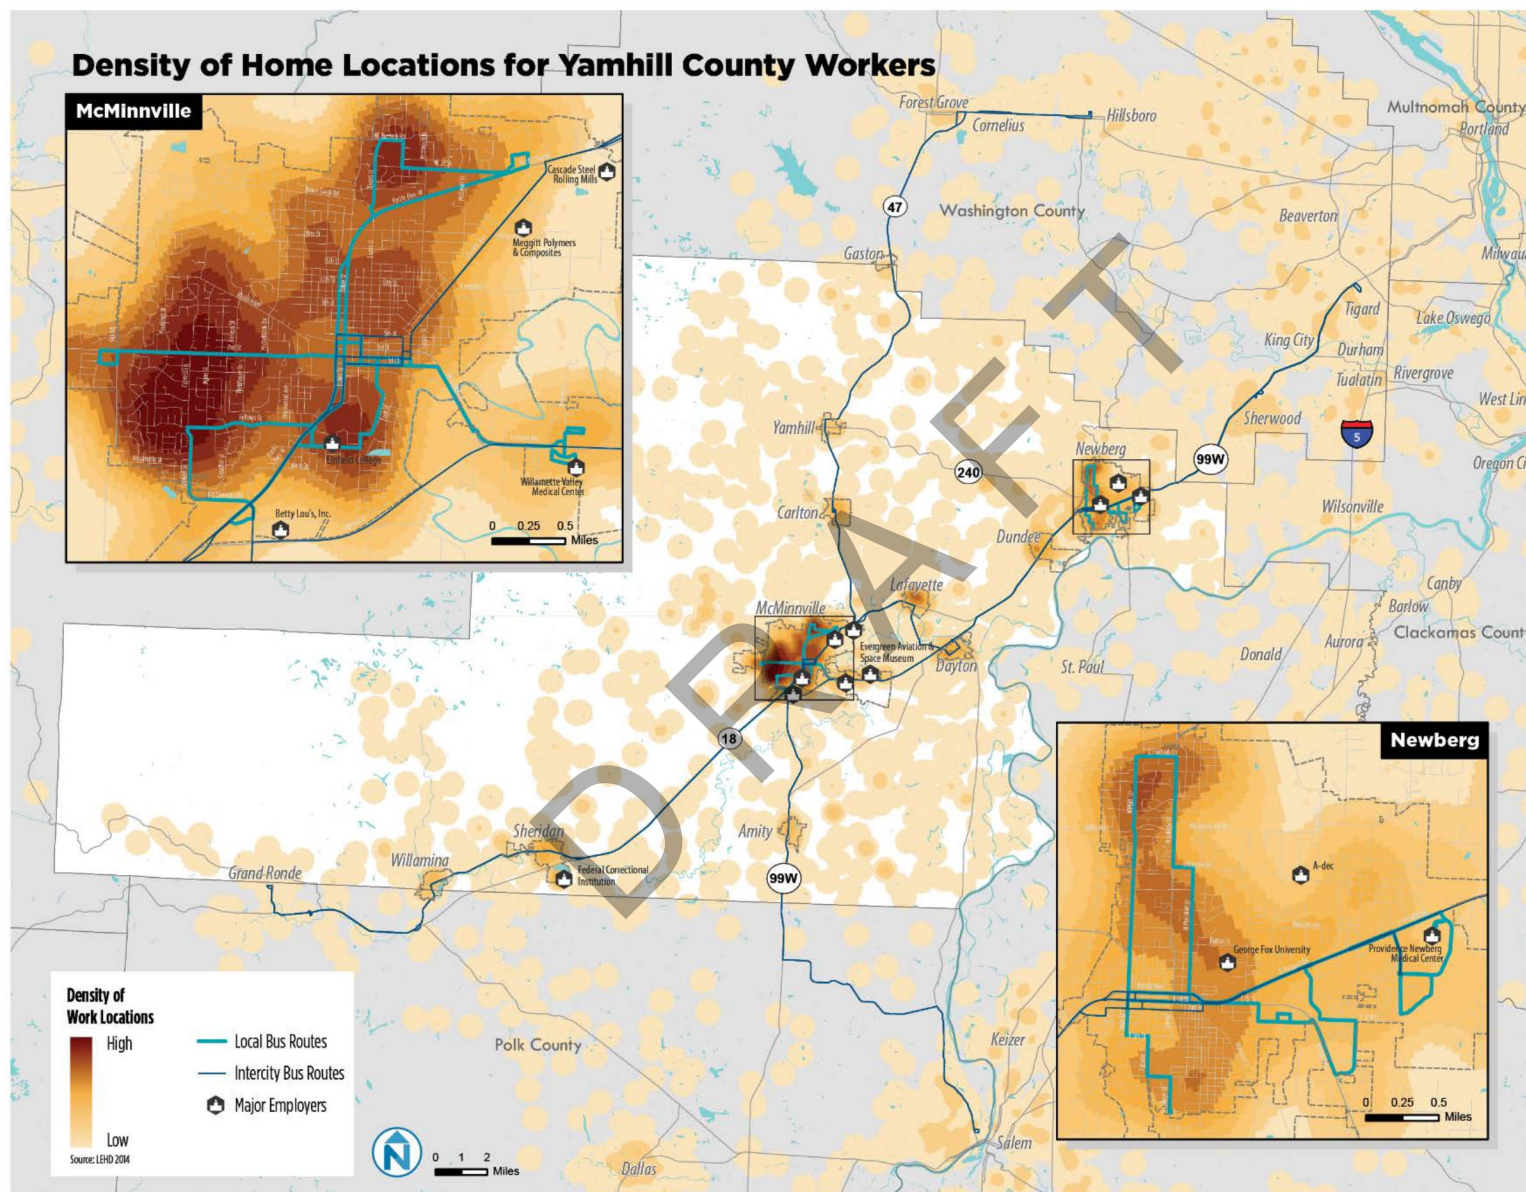 Density of Home Locations for Yamhill County Workers
McMinnville
Cascade Steel
Rolling Mills
Meggitt Polymers
& Composites
Linfield College
Willamette Valley
Medical Center
Betty Lou's, Inc.
0 0.25 0.5
Miles
Forest Grove
Cornelius
Hillsboro
Multnomah County
Portland
47
Washington County
Beaverton
Gaston
Milwau
Tigard
Lake Oswego
King City
Durham
Tualatin
Rivergrove
West Lin
Sherwood
5
Yamhill
Newberg
240
99W
Oregon Ci
Carlton
Wilsonville
Dundee
Lafayette
Canby
McMinnville
Barlow
Evergreen Aviation &
Space Museum
Dayton
St. Paul
Donald
Aurora
Clackamas Count
18
DRAFT
Sheridan
Amity
Willamina
Grand Ronde
Federal Correctional
Institution
99W
Polk County
Keizer
Salem
Dallas
Newberg
A-dec
George Fox University
Providence Newberg
Medical Center
0 0.25 0.5
Miles
Density of
Work Locations
High
Low
Source: LEHD 2014
Local Bus Routes
Intercity Bus Routes
Major Employers
N
0 1 2
Miles